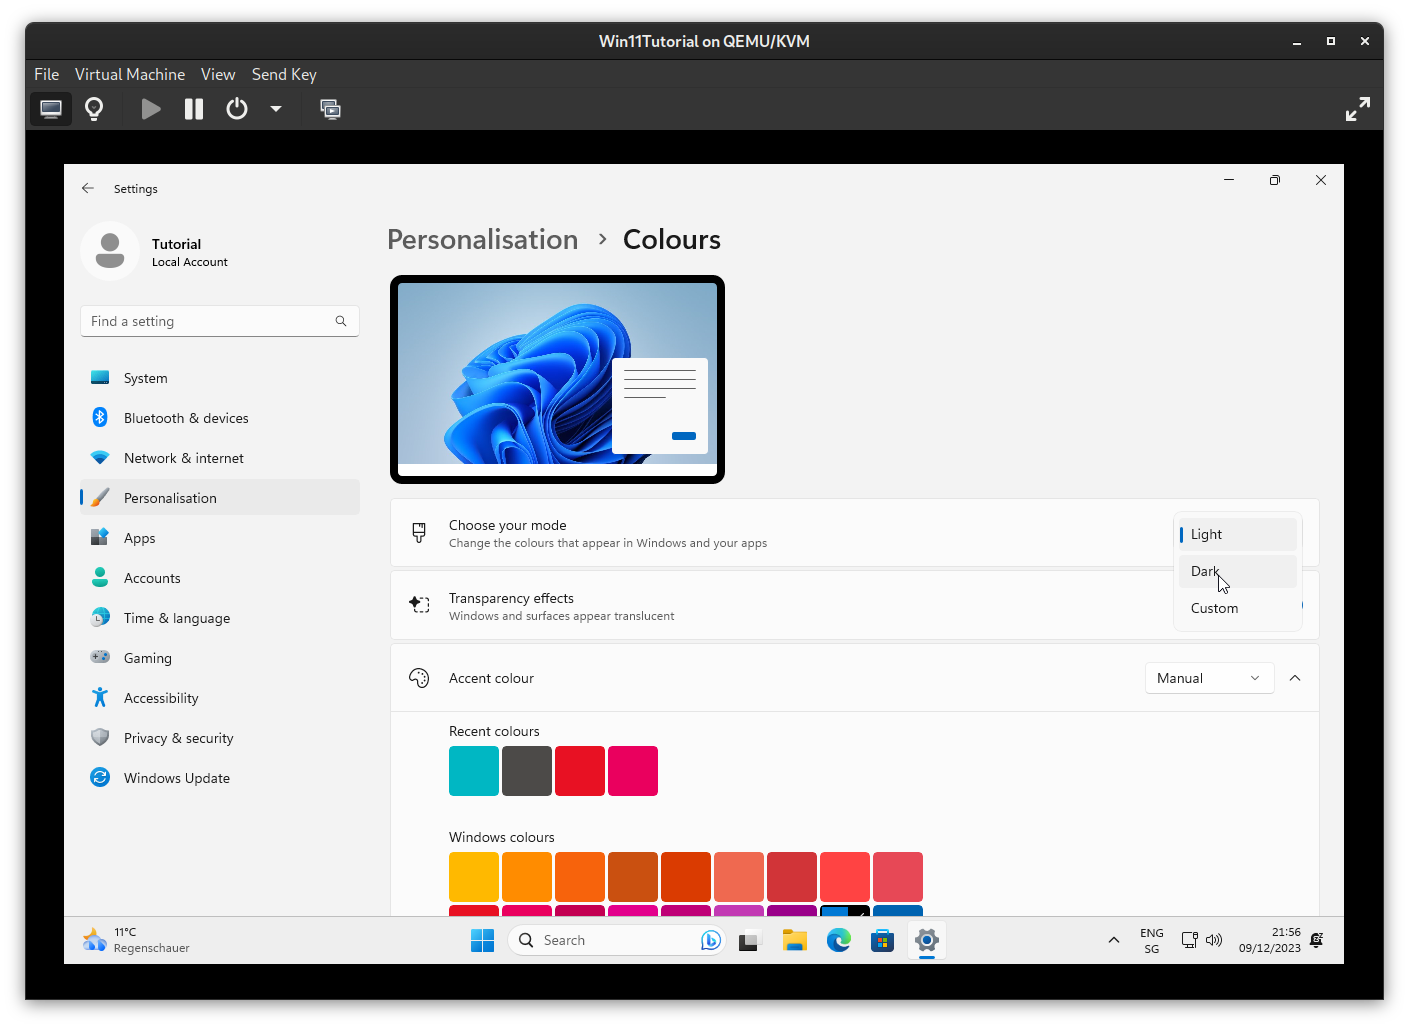 Win11Tutorial on QEMU/KVM
File Virtual Machine View Send Key
Settings
Tutorial
Local Account
Find a setting
System
Bluetooth & devices
Network & internet
Personalisation
Apps
Accounts
Time & language
Gaming
Accessibility
Privacy & security
Windows Update
Personalisation > Colours
Choose your mode
Change the colours that appear in Windows and your apps
Light
Dark
Custom
Transparency effects
Windows and surfaces appear translucent
Accent colour
Manual
Recent colours
Windows colours
11°C
Regenschauer
Search
ENG
SG
21:56
09/12/2023